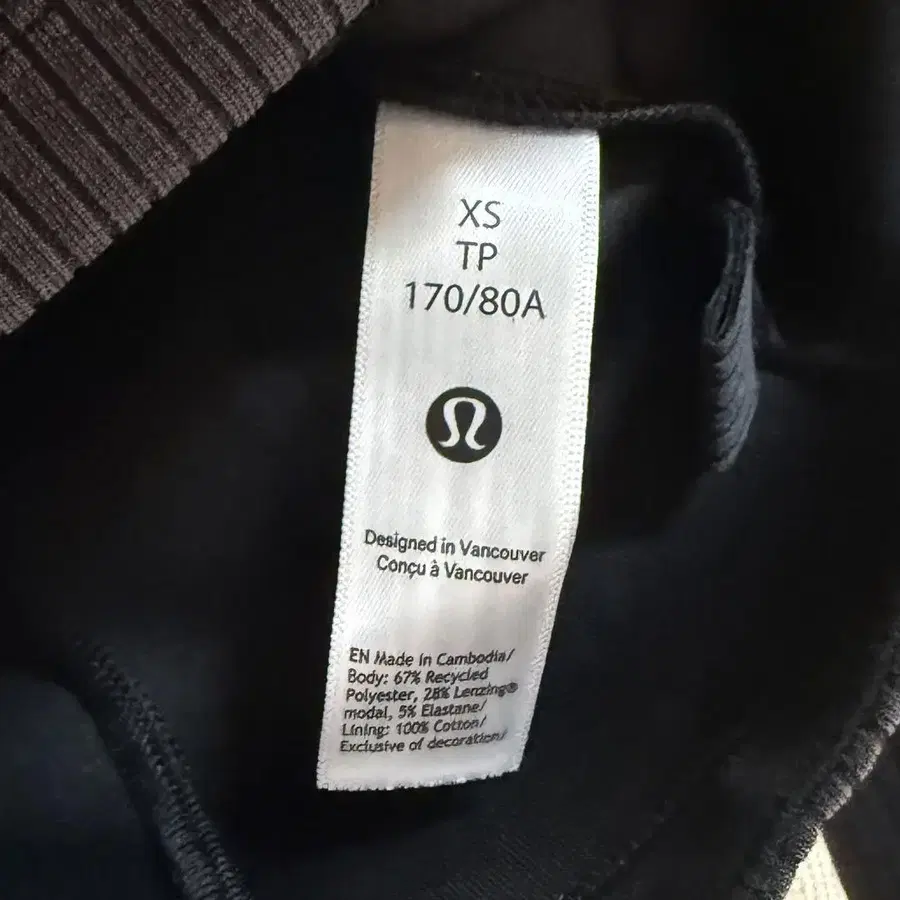 XS
TP
170/80A
Designed in Vancouver
Conçu à Vancouver
EN Made in Cambodia/
Body: 67% Recycled
Polyester, 28% Lenzing®
modal, 5% Elastane/
Lining: 100% Cotton/
Exclusive of decoration/